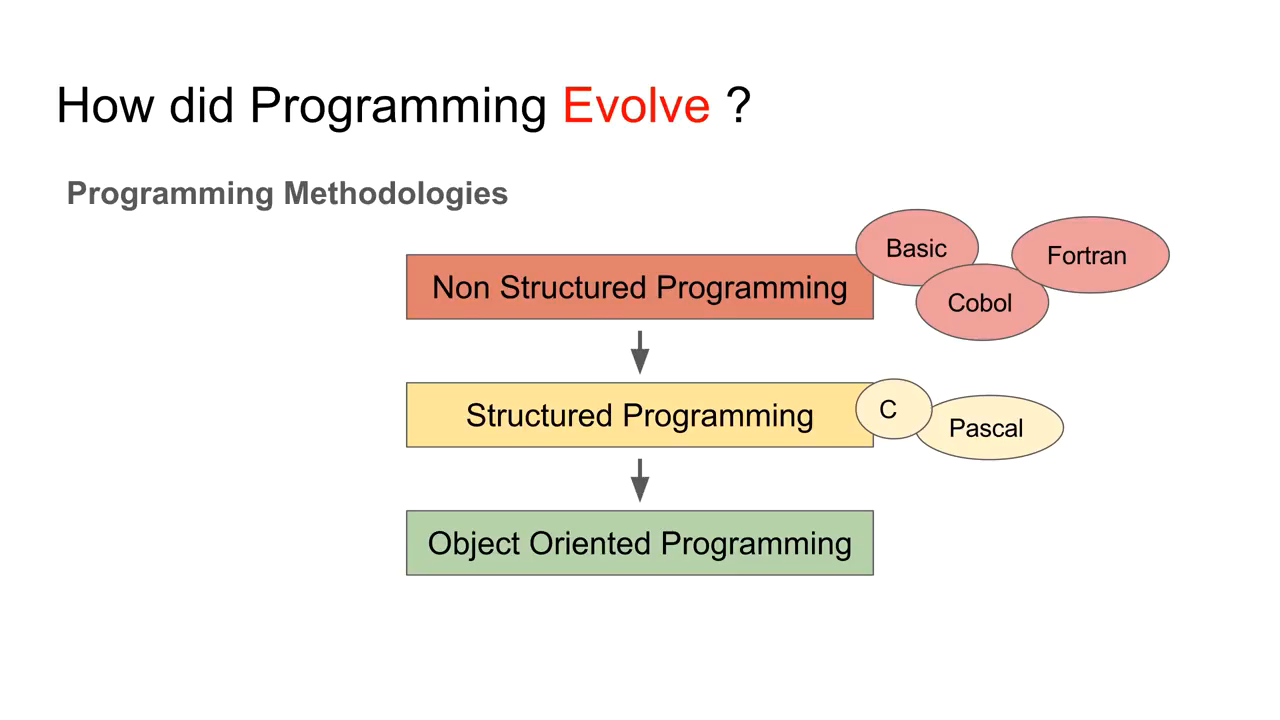 How did Programming Evolve ?
Programming Methodologies
Non Structured Programming
Basic
Cobol
Fortran
Structured Programming
C
Pascal
Object Oriented Programming